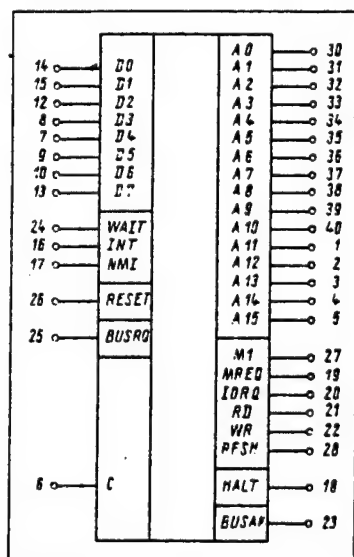 14 D0
15 D1
12 D2
8 D3
7 D4
9 D5
10 D6
13 D7
24 WAIT
16 INT
17 NMI
26 RESET
25 BUSRQ
6 C
A0 30
A1 31
A2 32
A3 33
A4 34
A5 35
A6 36
A7 37
A8 38
A9 39
A10 40
A11 1
A12 2
A13 3
A14 4
A15 5
M1 27
MREQ 19
IORQ 20
RD 21
WR 22
RFSH 28
HALT 18
BUSAK 23